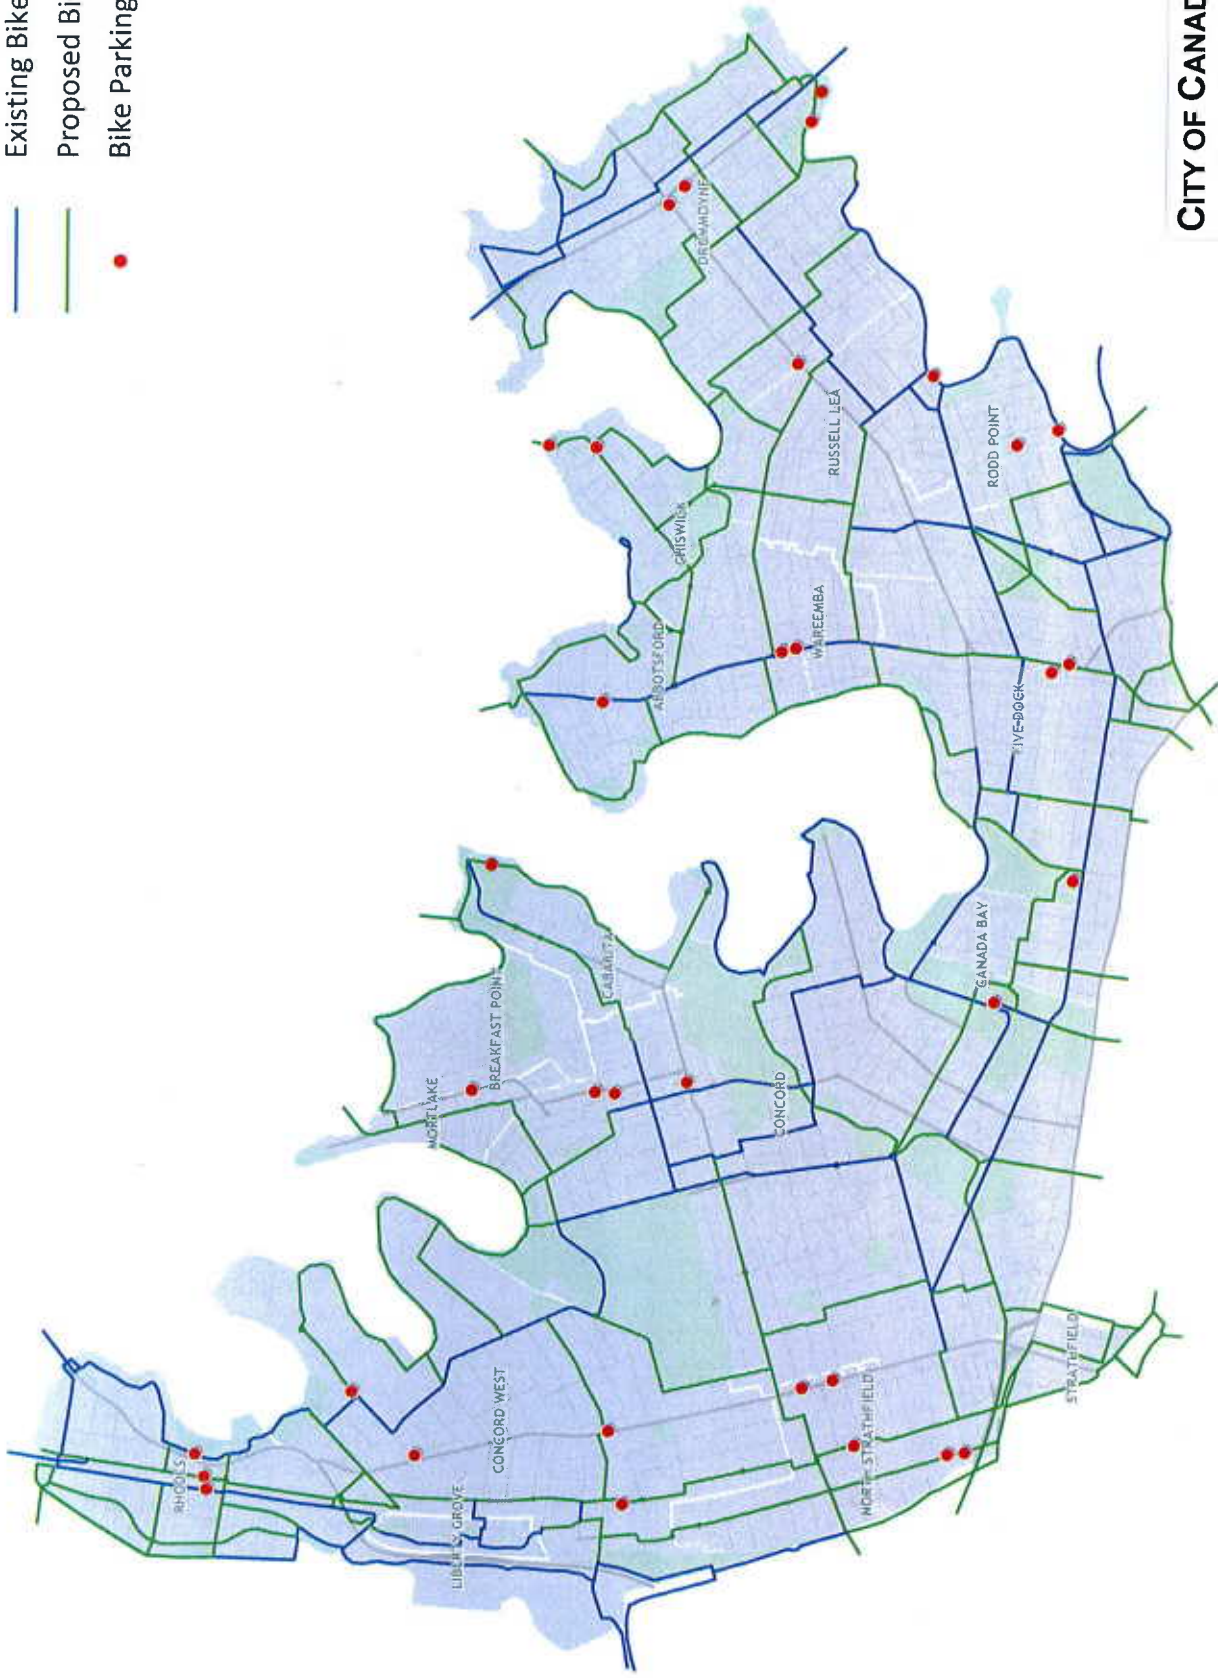 Existing Bike
Proposed Bi
Bike Parking
CITY OF CANAD
RHODES
LIBERTY GROVE
CONCORD WEST
NORTH STRATHFIELD
STRATHFIELD
MORTLAKE
BREAKFAST POINT
CABARITA
CONCORD
CANADA BAY
ABBOTSFORD
WAREEMBA
FIVE DOCK
CHISWICK
RUSSELL LEA
RODD POINT
DRUMMOYNE